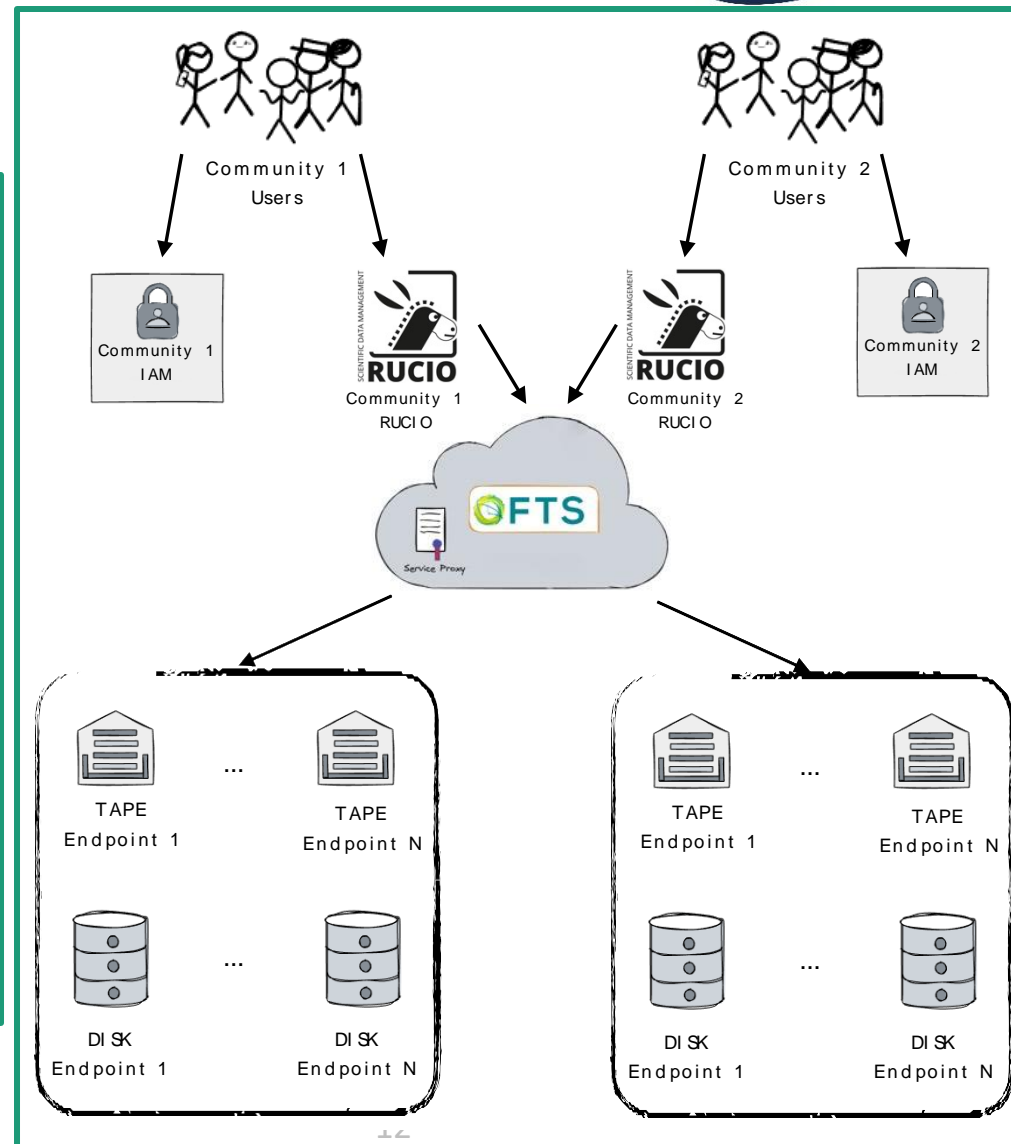 Community 1
Users
Community 2
Users
Community 1
IAM
SCIENTIFIC DATA MANAGEMENT
RUCIO
Community 1
RUCIO
SCIENTIFIC DATA MANAGEMENT
RUCIO
Community 2
RUCIO
Community 2
IAM
FTS
Service Proxy
...
...
TAPE
Endpoint 1
TAPE
Endpoint N
TAPE
Endpoint 1
TAPE
Endpoint N
...
...
DISK
Endpoint 1
DISK
Endpoint N
DISK
Endpoint 1
DISK
Endpoint N